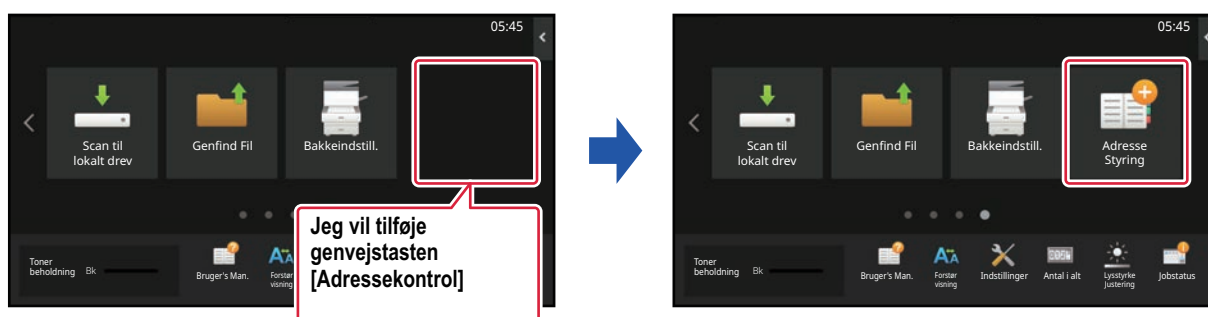 05:45
Scan til
lokalt drev
Genfind Fil
Bakkeindstill.
Jeg vil tilføje
genvejstasten
[Adressekontrol]
Toner
beholdning
Bk
Bruger's Man.
Forstør
visning
05:45
Scan til
lokalt drev
Genfind Fil
Bakkeindstill.
Adresse
Styring
Toner
beholdning
Bk
Bruger's Man.
Forstør
visning
Indstillinger
Antal i alt
Lysstyrke
Justering
Jobstatus